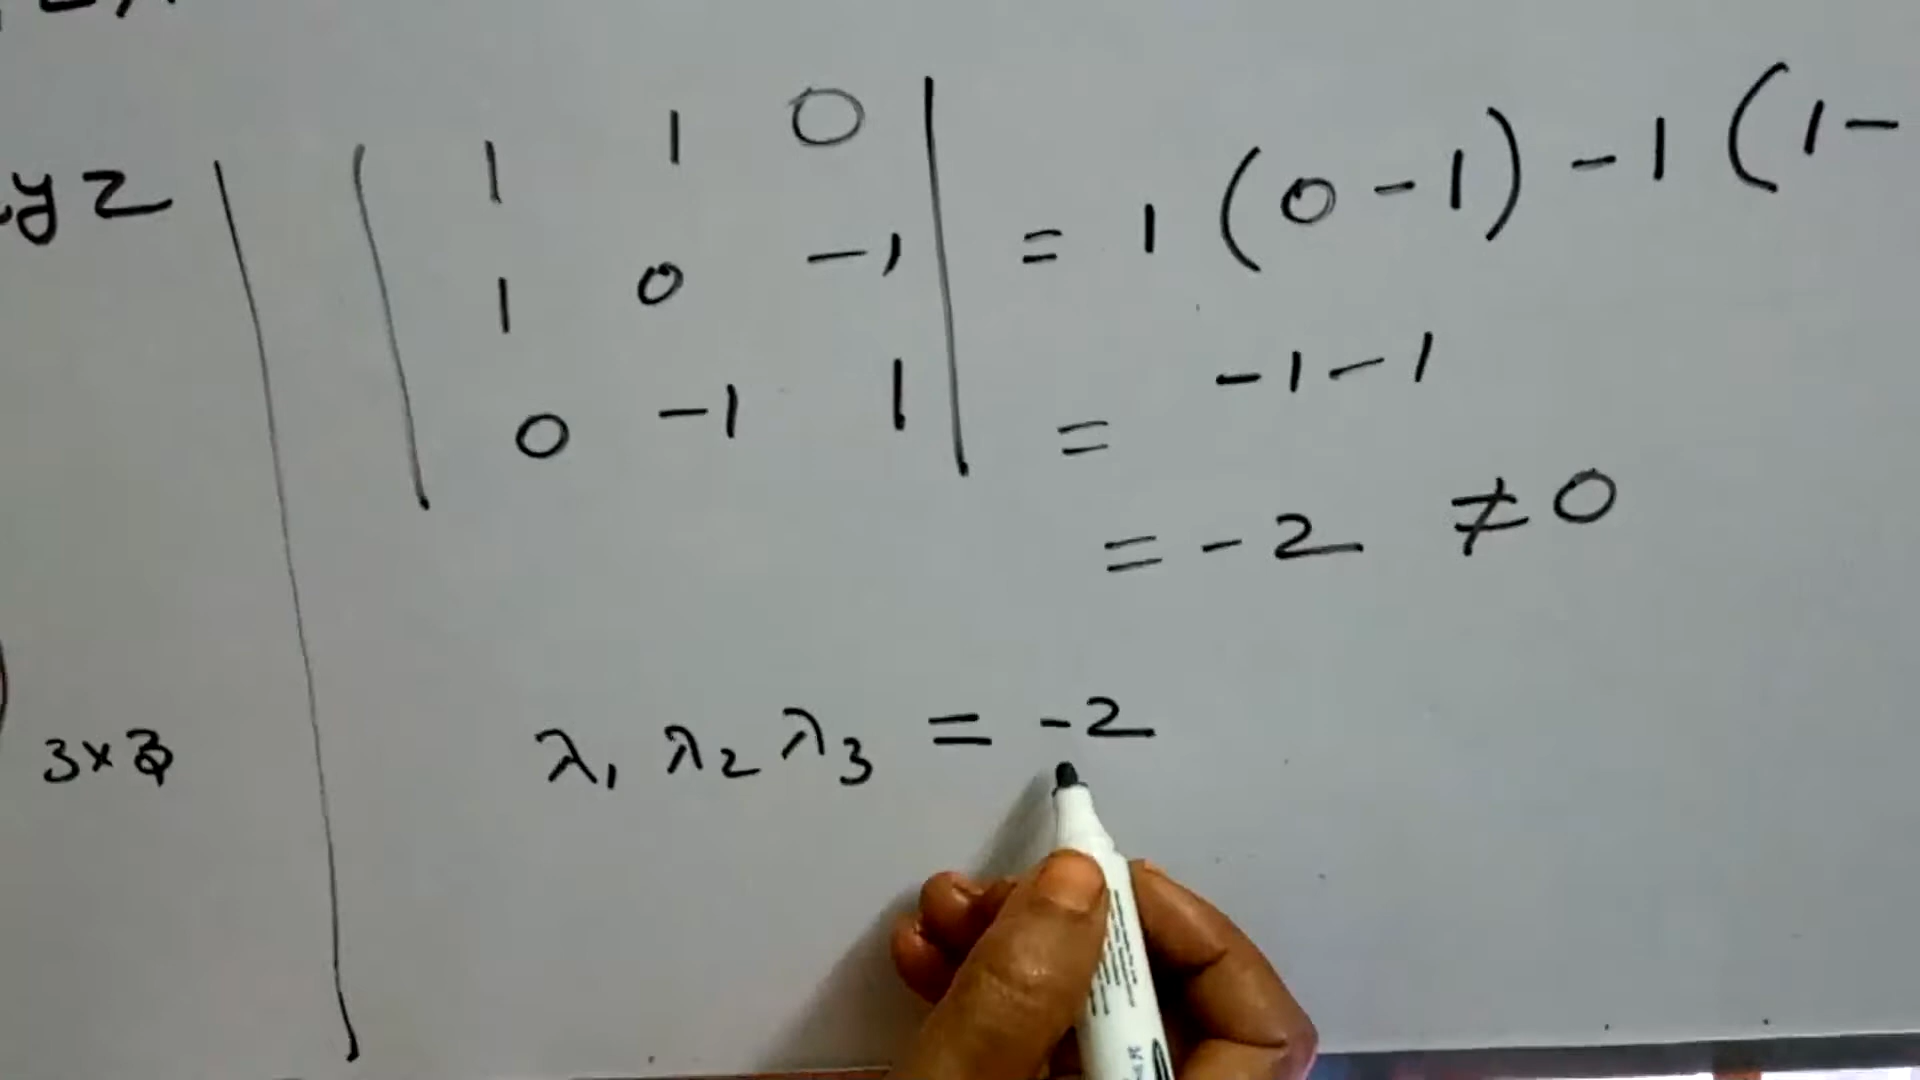 yz
1 1 0 = 1 (0 - 1) - 1 (1 -
1 0 -1
0 -1 1 = -1 - 1
= -2 ≠ 0
3×3
λ₁ λ₂ λ₃ = -2